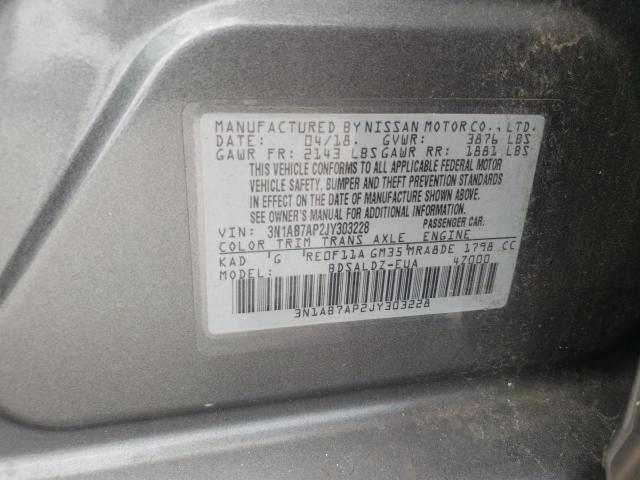 MANUFACTURED BY NISSAN MOTOR CO., LTD.
DATE: 04/18. GVWR: 3876 LBS
GAWR FR: 2143 LBS GAWR RR: 1881 LBS
THIS VEHICLE CONFORMS TO ALL APPLICABLE FEDERAL MOTOR
VEHICLE SAFETY, BUMPER AND THEFT PREVENTION STANDARDS
IN EFFECT ON THE DATE OF MANUFACTURE SHOWN ABOVE.
SEE OWNER'S MANUAL FOR ADDITIONAL INFORMATION.
VIN: 3N1AB7AP2JY303228 PASSENGER CAR.
COLOR TRIM TRANS AXLE ENGINE
KAD G RE0F11A GM35 MRA8DE 1798 CC
MODEL: BDSALDZ-EUA 4Z000
3N1AB7AP2JY303228